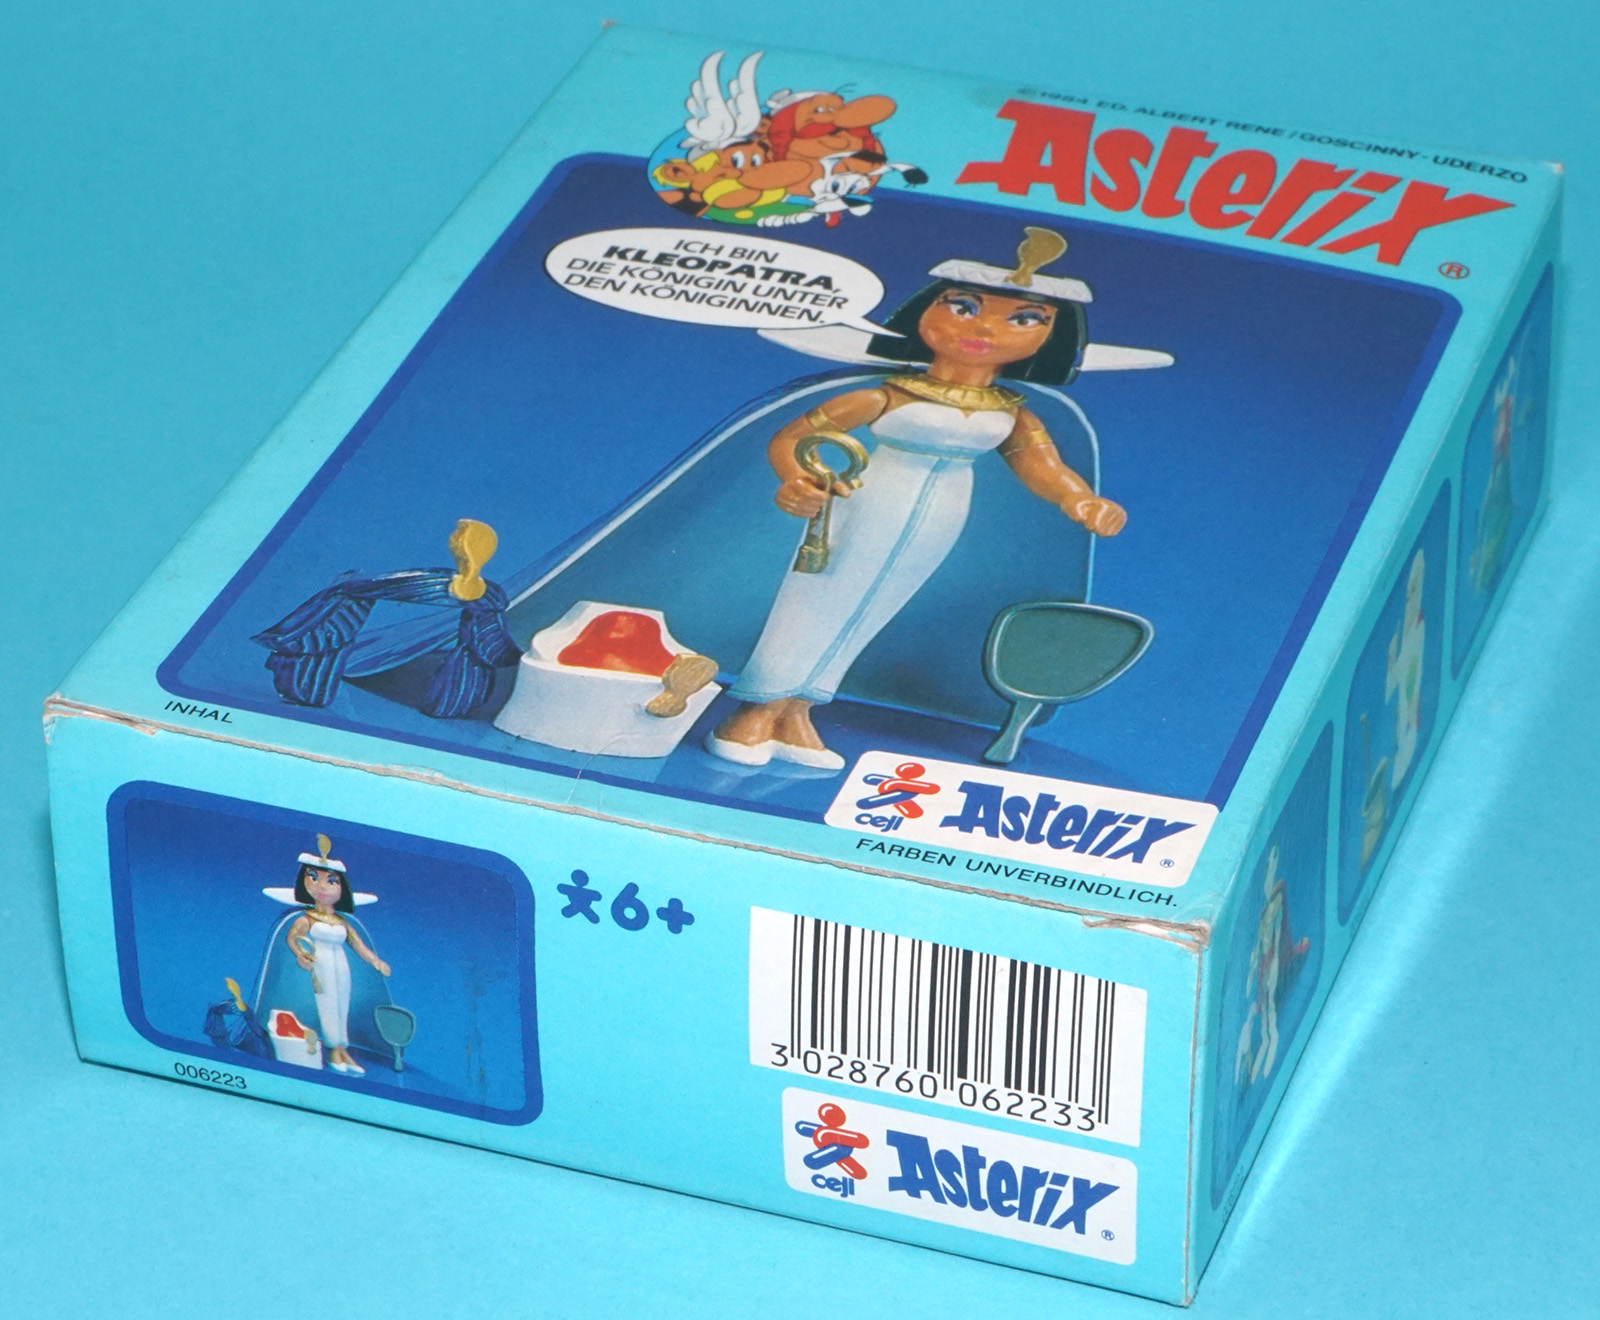 ©1984 ED. ALBERT RENE/GOSCINNY-UDERZO
Asterix ®
ICH BIN
KLEOPATRA,
DIE KÖNIGIN UNTER
DEN KÖNIGINNEN.
INHAL
ceji Asterix ®
FARBEN UNVERBINDLICH.
6+
006223
3 028760 062233
ceji Asterix ®